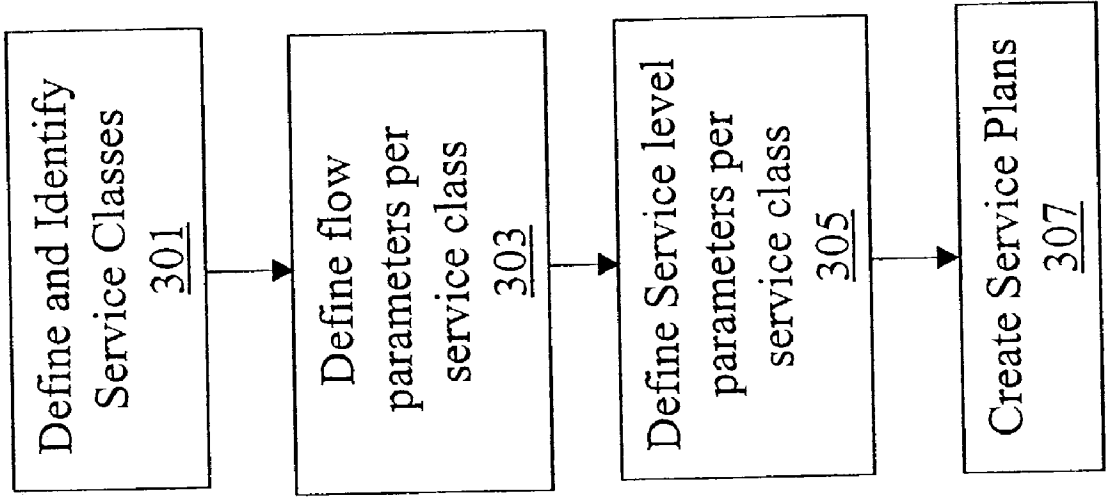 Define and Identify
Service Classes
301
Define flow
parameters per
service class
303
Define Service level
parameters per
service class
305
Create Service Plans
307